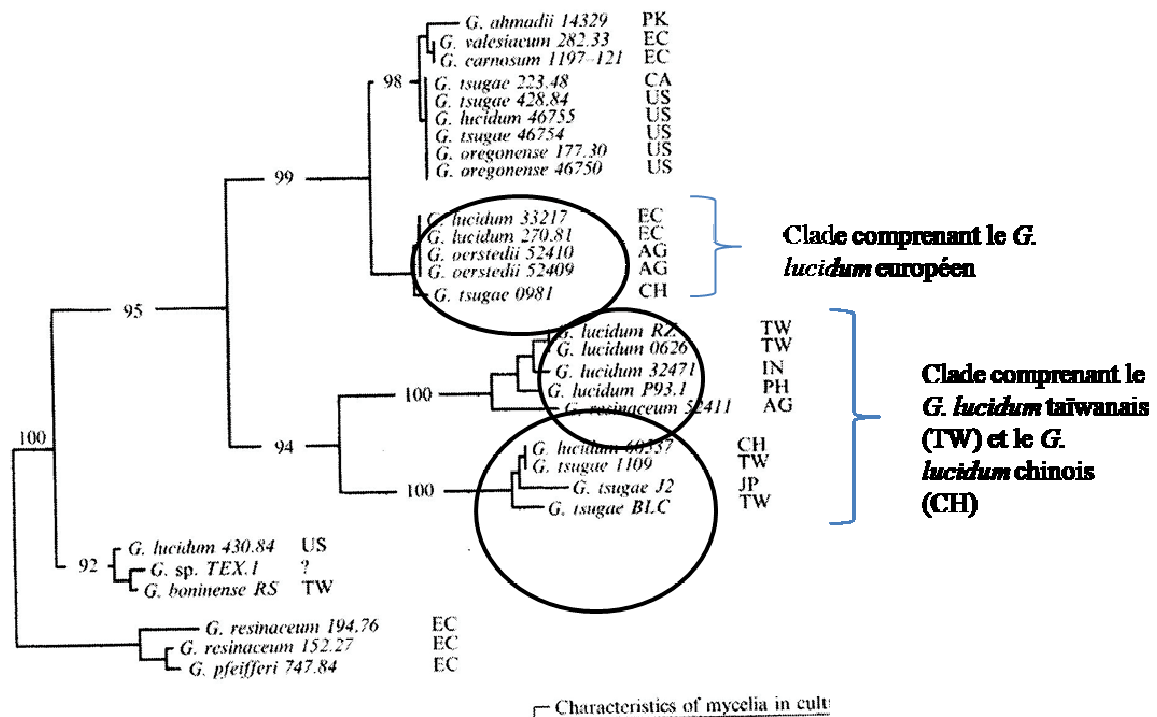 G. ahmadii 14329 PK
G. valesiacum 282.33 EC
G. carnosum 1197-121 EC
98
G. tsugae 223.48 CA
G. tsugae 428.84 US
G. lucidum 46755 US
G. tsugae 46754 US
G. oregonense 177.30 US
G. oregonense 46750 US
99
G. lucidum 33217 EC
G. lucidum 270.81 EC
G. oerstedii 52410 AG
G. oerstedii 52409 AG
G. tsugae 0981 CH
Clade comprenant le G.
lucidum européen
95
G. lucidum RZ TW
G. lucidum 0626 TW
G. lucidum 32471 IN
G. lucidum P93.1 PH
G. resinaceum 52411 AG
100
Clade comprenant le
G. lucidum taïwanais
(TW) et le G.
lucidum chinois
(CH)
94
100
G. lucidum 60537 CH
G. tsugae 1109 TW
G. tsugae J2 JP
G. tsugae BLC TW
100
G. lucidum 430.84 US
92
G. sp. TEX.1 ?
G. boninense RS TW
G. resinaceum 194.76 EC
G. resinaceum 152.27 EC
G. pfeifferi 747.84 EC
Characteristics of mycelia in cult